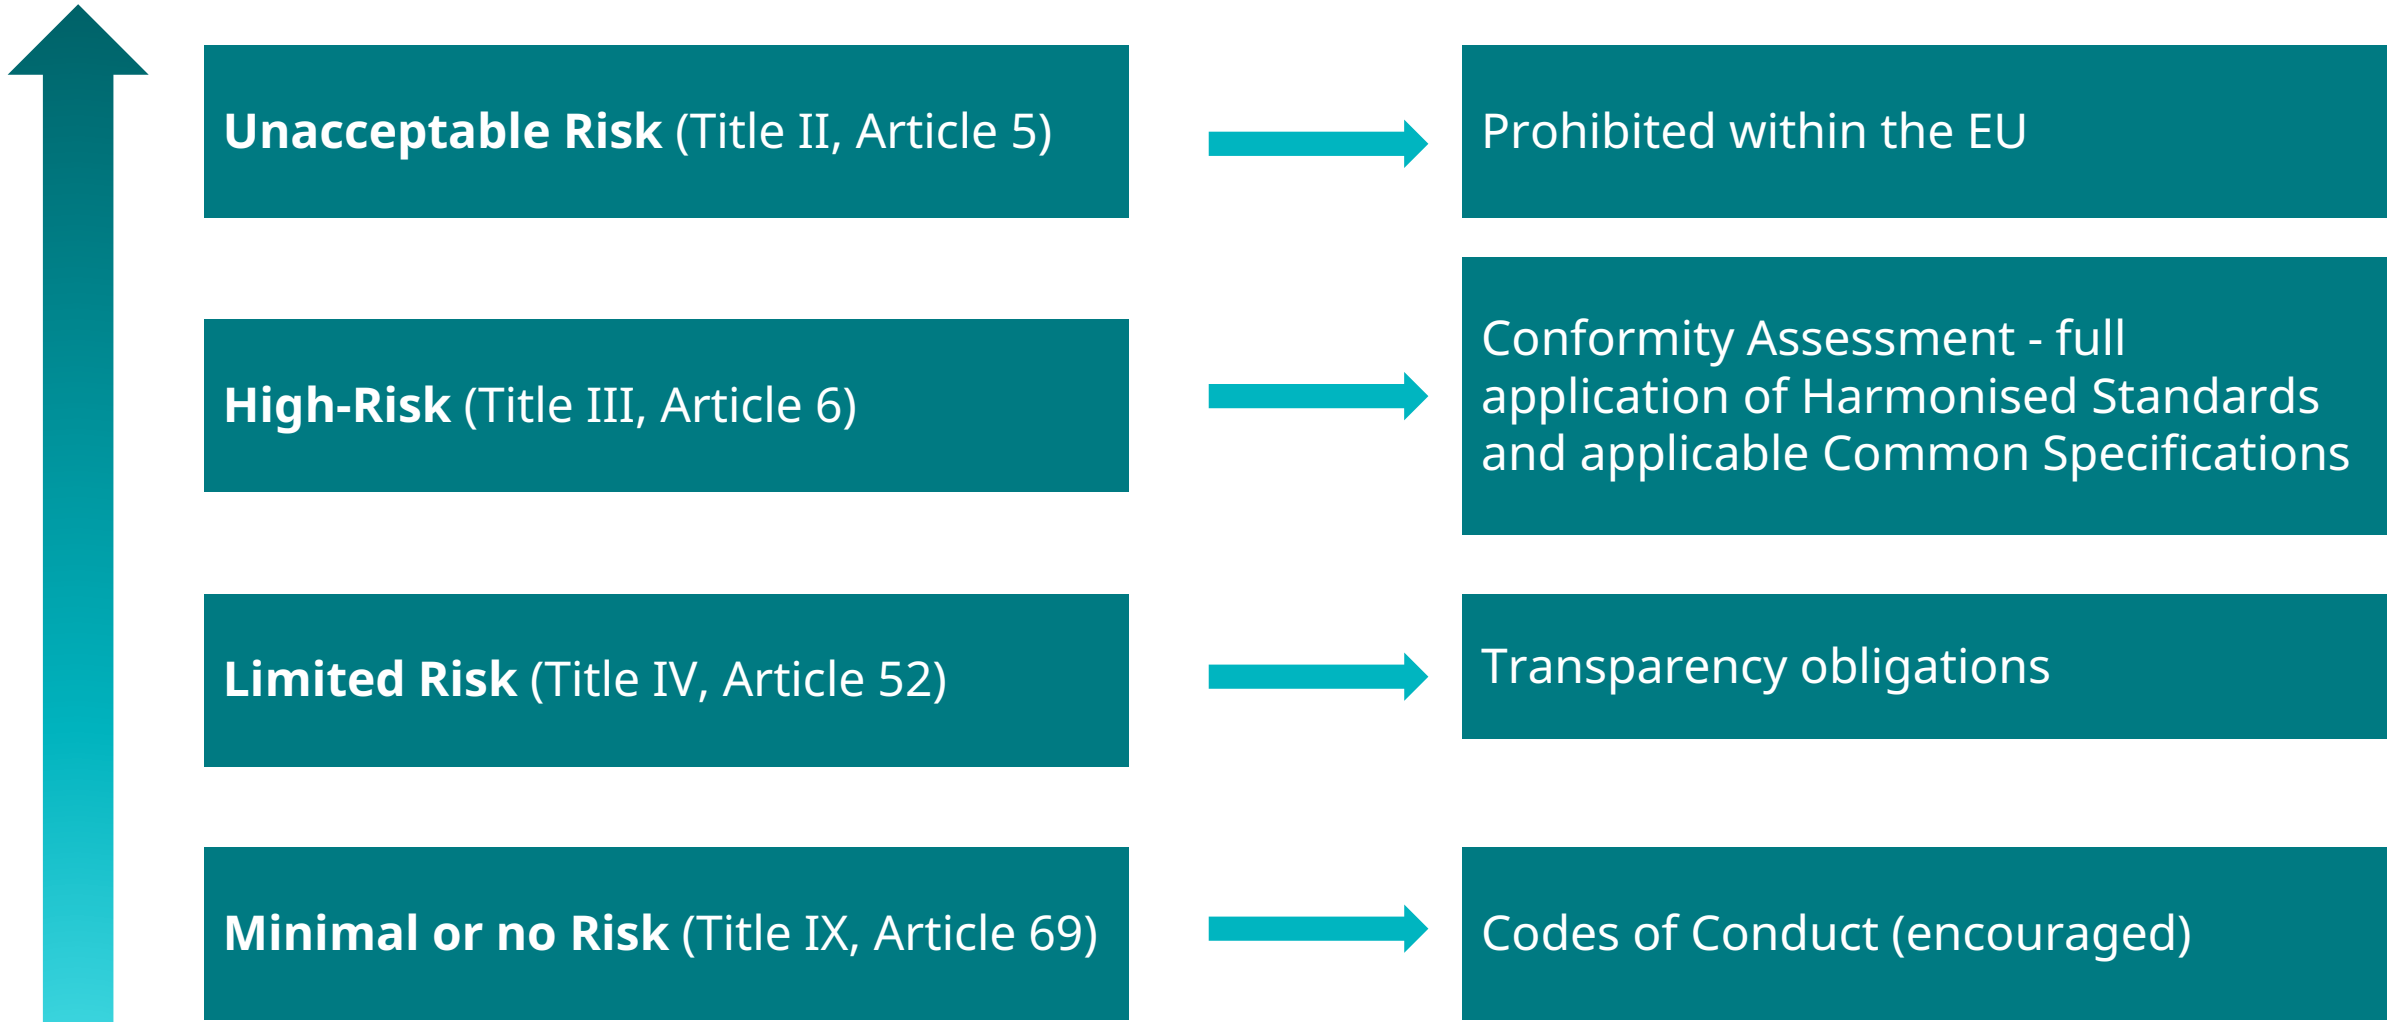 Unacceptable Risk (Title II, Article 5)
Prohibited within the EU
High-Risk (Title III, Article 6)
Conformity Assessment - full
application of Harmonised Standards
and applicable Common Specifications
Limited Risk (Title IV, Article 52)
Transparency obligations
Minimal or no Risk (Title IX, Article 69)
Codes of Conduct (encouraged)